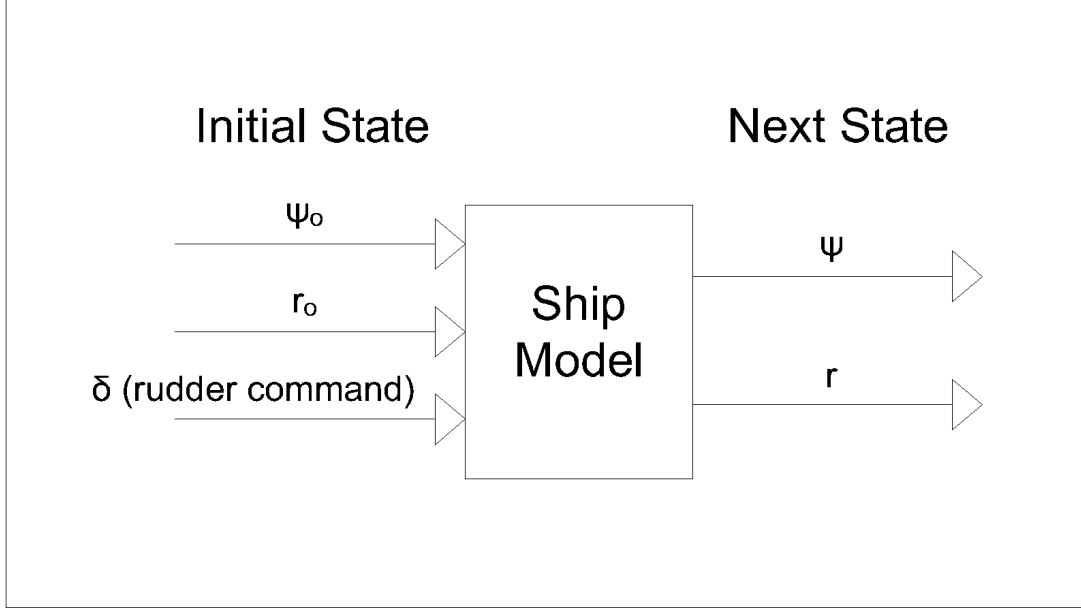 Initial State
Next State
ψₒ
ψ
rₒ
Ship
Model
r
δ (rudder command)